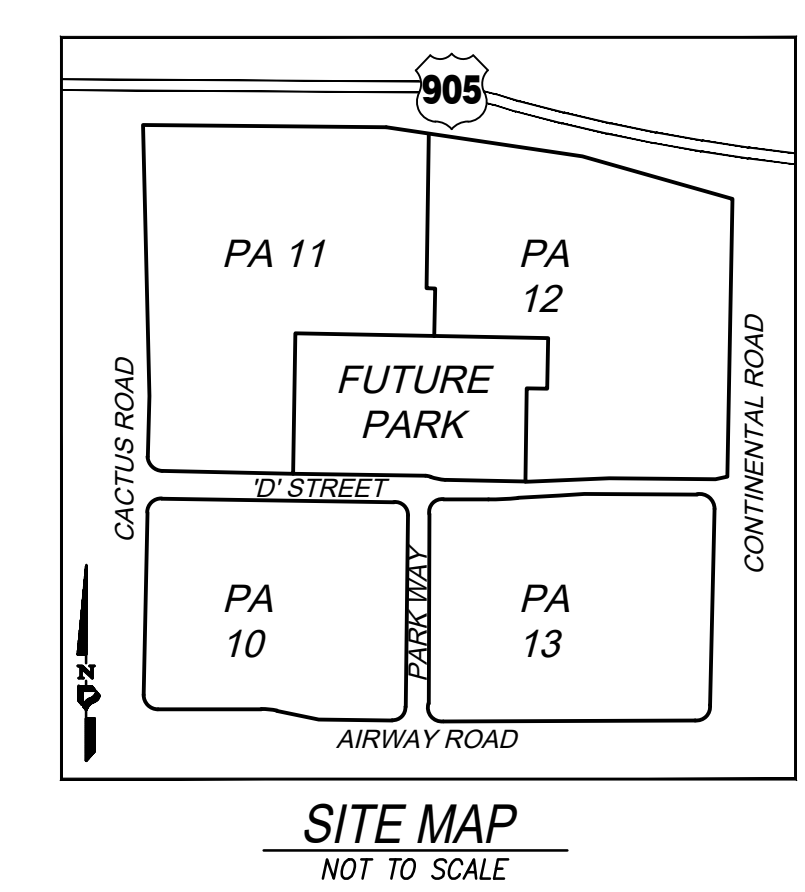 905
PA 11
PA
12
FUTURE
PARK
CACTUS ROAD
CONTINENTAL ROAD
'D' STREET
PA
10
PARK WAY
PA
13
N
AIRWAY ROAD
SITE MAP
NOT TO SCALE